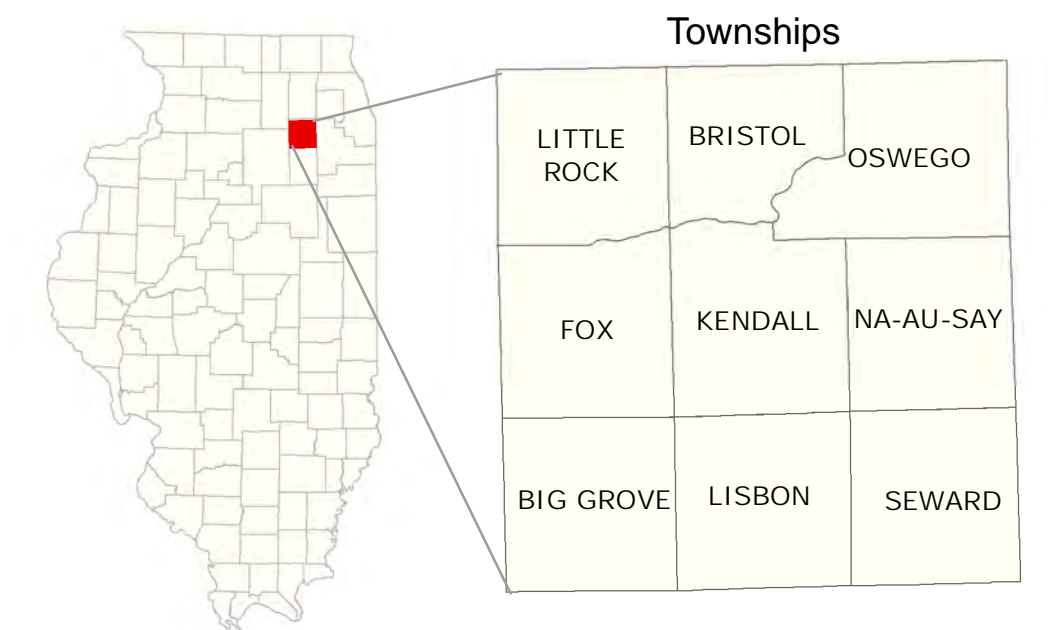 Townships
LITTLE
ROCK
BRISTOL
OSWEGO
FOX
KENDALL
NA-AU-SAY
BIG GROVE
LISBON
SEWARD